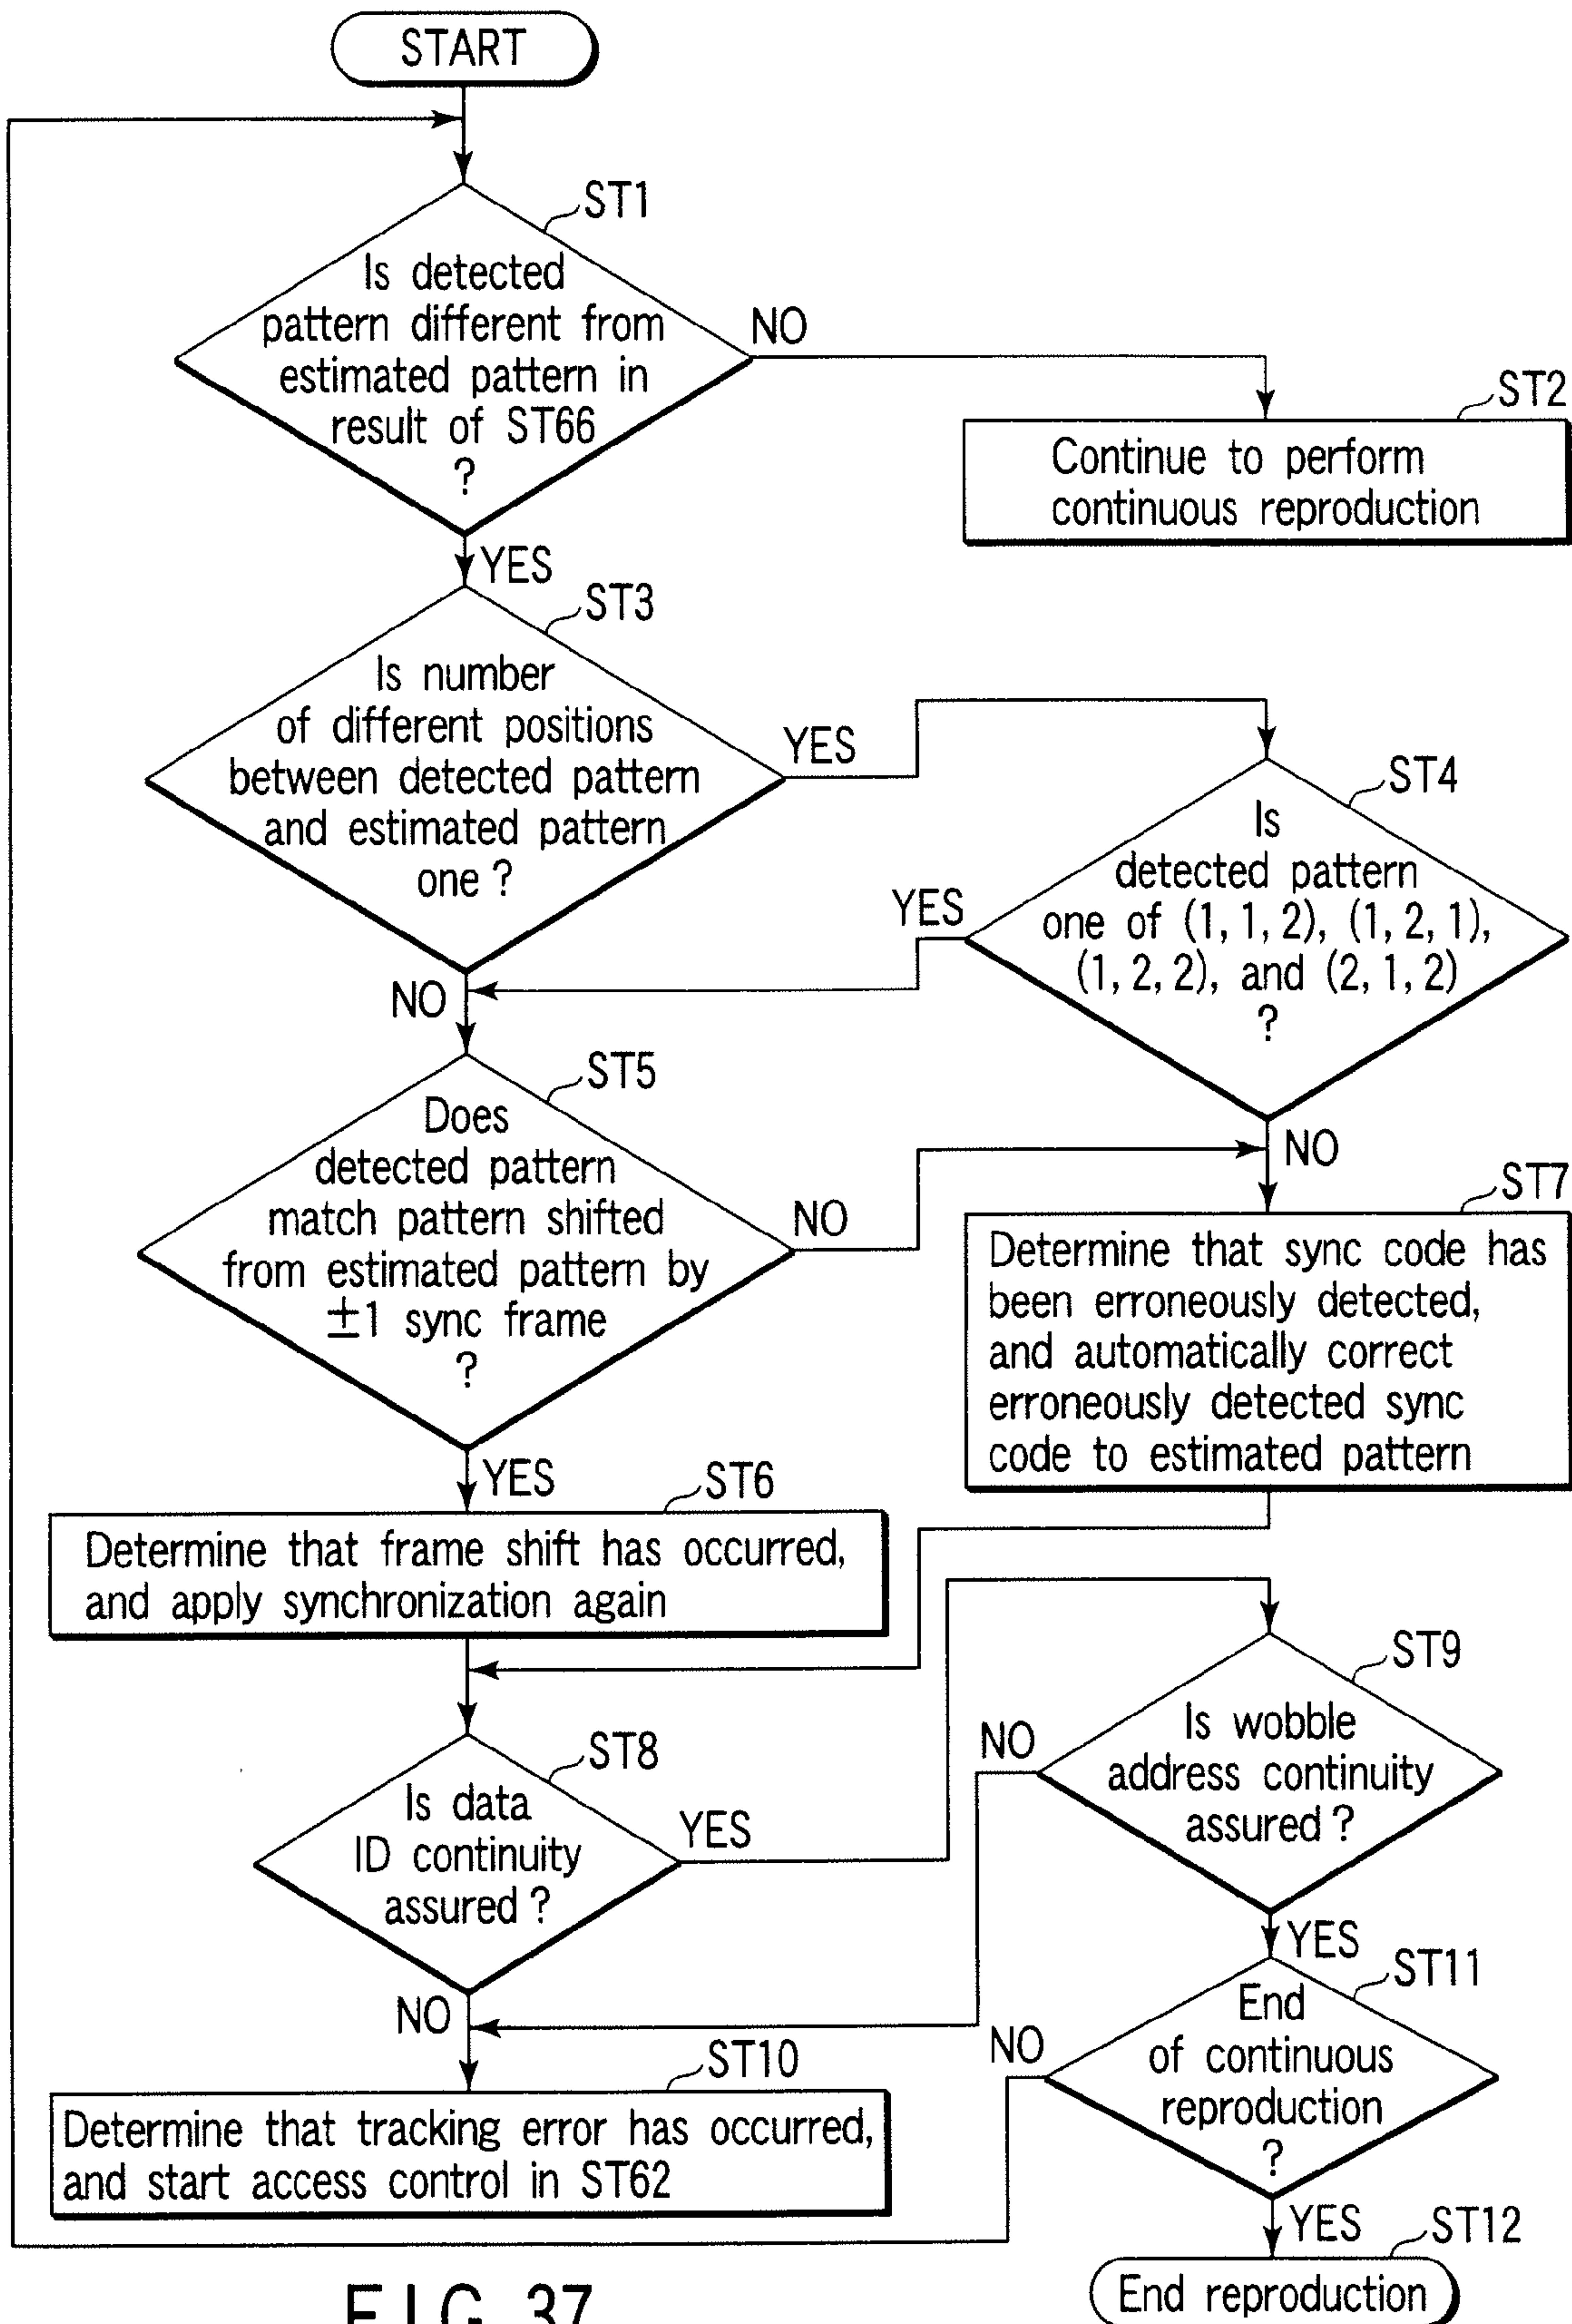 START
ST1
Is detected
pattern different from
estimated pattern in
result of ST66
?
NO
ST2
Continue to perform
continuous reproduction
YES
ST3
Is number
of different positions
between detected pattern
and estimated pattern
one ?
YES
ST4
Is
detected pattern
one of (1, 1, 2), (1, 2, 1),
(1, 2, 2), and (2, 1, 2)
?
YES
NO
NO
ST5
Does
detected pattern
match pattern shifted
from estimated pattern by
±1 sync frame
?
NO
ST7
Determine that sync code has
been erroneously detected,
and automatically correct
erroneously detected sync
code to estimated pattern
YES
ST6
Determine that frame shift has occurred,
and apply synchronization again
ST8
Is data
ID continuity
assured ?
YES
ST9
Is wobble
address continuity
assured ?
NO
YES
NO
ST10
Determine that tracking error has occurred,
and start access control in ST62
ST11
End
of continuous
reproduction
?
NO
YES
ST12
End reproduction
FIG. 37